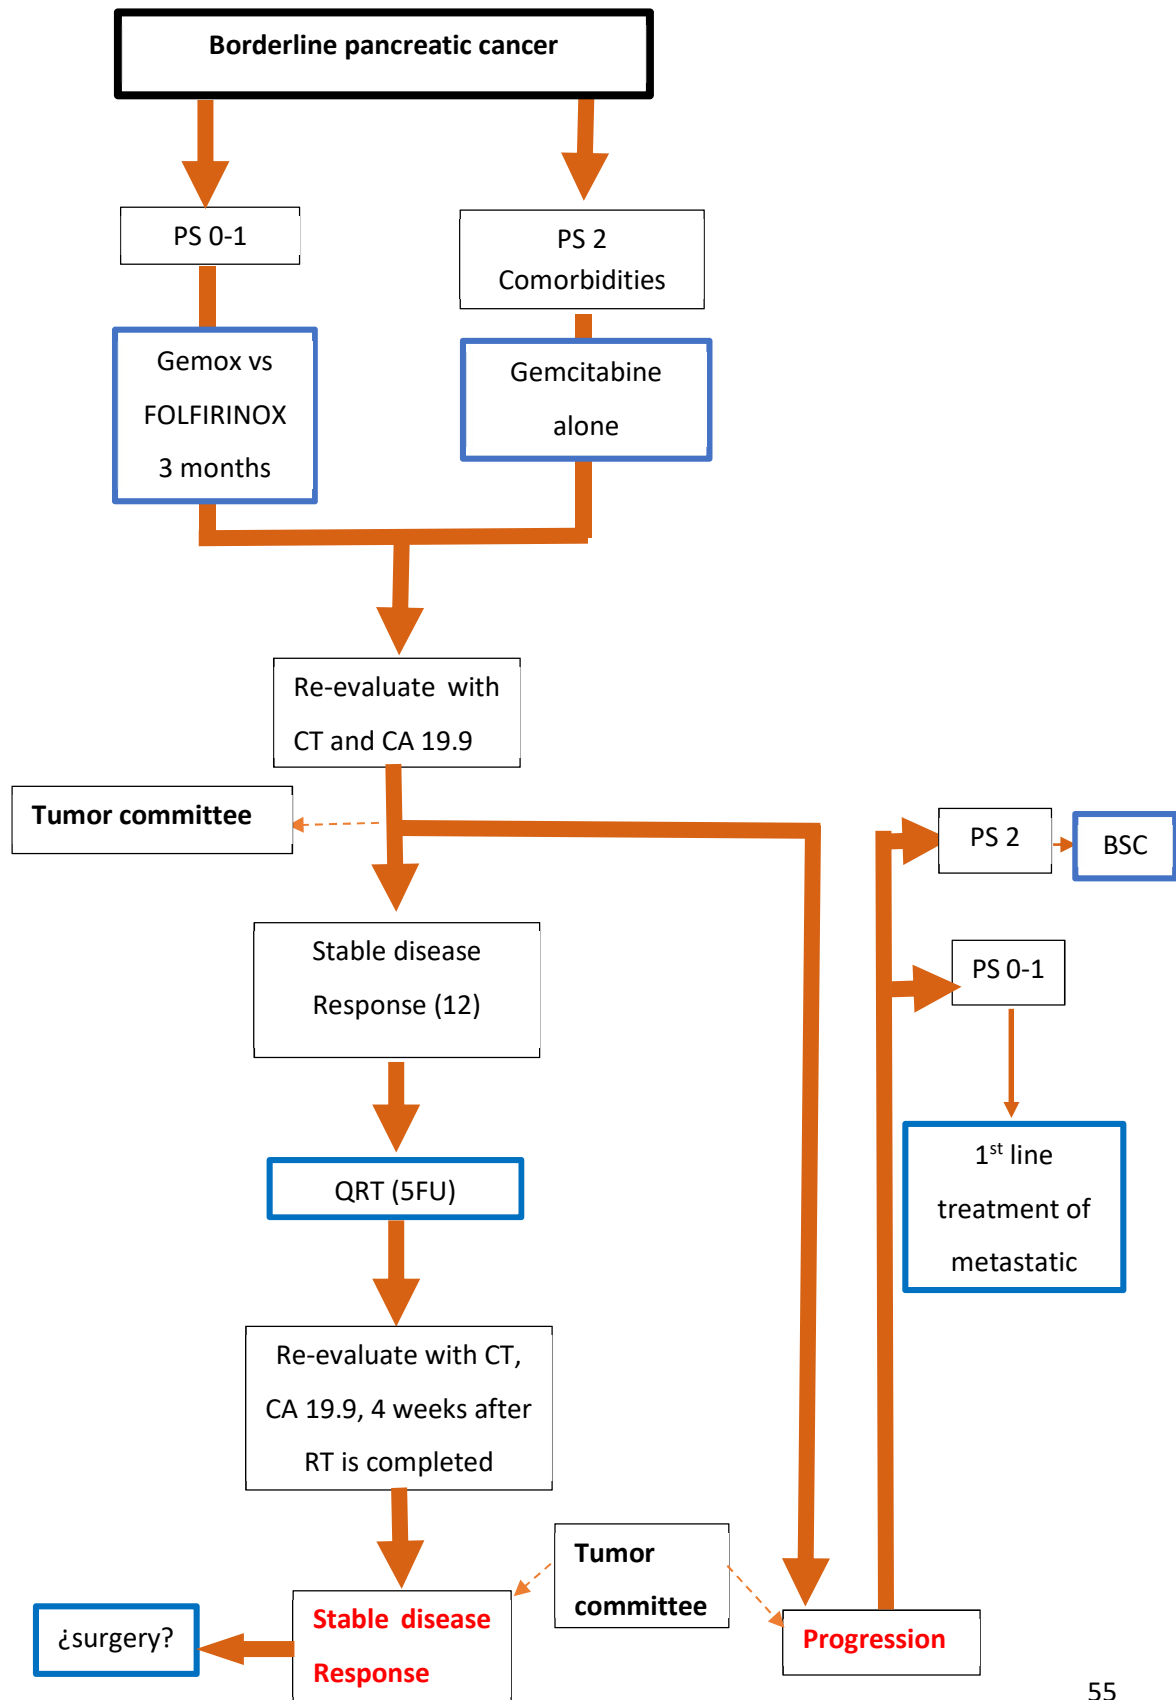 Borderline pancreatic cancer
PS 0-1
PS 2
Comorbidities
Gemox vs
FOLFIRINOX
3 months
Gemcitabine
alone
Re-evaluate with
CT and CA 19.9
Tumor committee
PS 2
BSC
Stable disease
Response (12)
PS 0-1
QRT (5FU)
1st line
treatment of
metastatic
Re-evaluate with CT,
CA 19.9, 4 weeks after
RT is completed
Tumor
committee
¿surgery?
Stable disease
Response
Progression
55